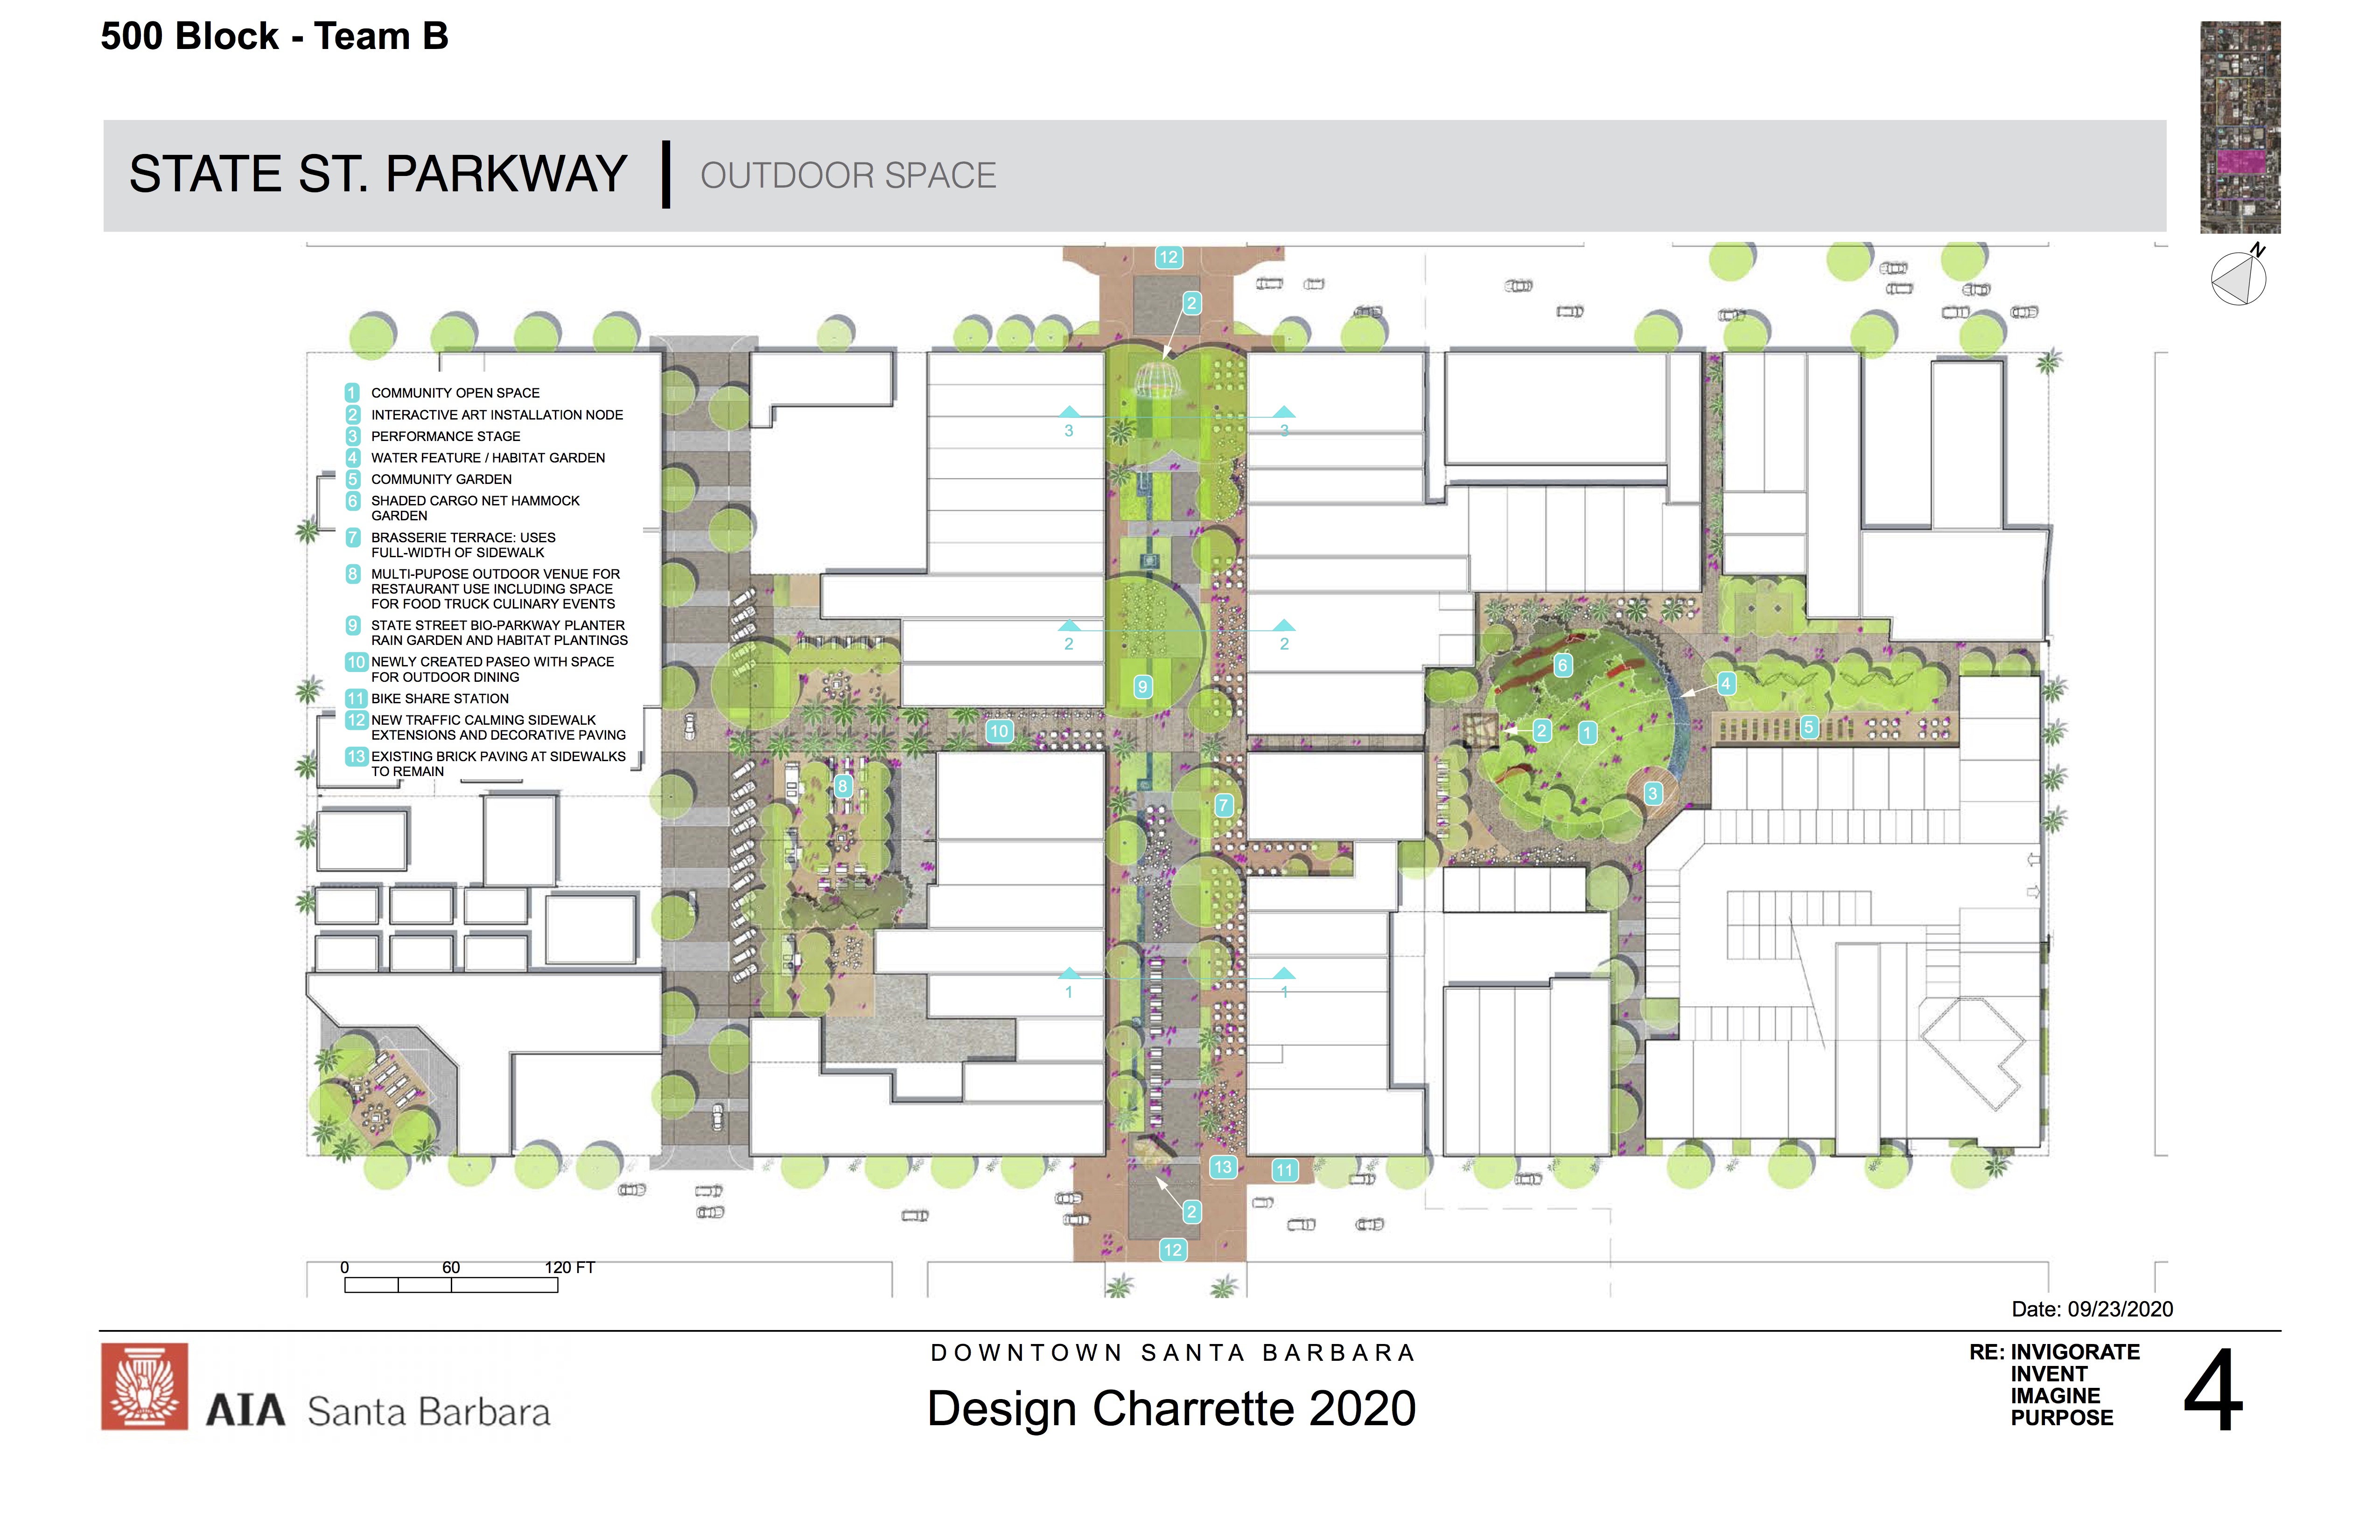 500 Block - Team B
STATE ST. PARKWAY | OUTDOOR SPACE
N
12
2
1 COMMUNITY OPEN SPACE
2 INTERACTIVE ART INSTALLATION NODE
3 PERFORMANCE STAGE
4 WATER FEATURE / HABITAT GARDEN
5 COMMUNITY GARDEN
6 SHADED CARGO NET HAMMOCK
GARDEN
7 BRASSERIE TERRACE: USES
FULL-WIDTH OF SIDEWALK
8 MULTI-PUPOSE OUTDOOR VENUE FOR
RESTAURANT USE INCLUDING SPACE
FOR FOOD TRUCK CULINARY EVENTS
9 STATE STREET BIO-PARKWAY PLANTER
RAIN GARDEN AND HABITAT PLANTINGS
10 NEWLY CREATED PASEO WITH SPACE
FOR OUTDOOR DINING
11 BIKE SHARE STATION
12 NEW TRAFFIC CALMING SIDEWALK
EXTENSIONS AND DECORATIVE PAVING
13 EXISTING BRICK PAVING AT SIDEWALKS
TO REMAIN
3 3
2 2
6
9
4
10
2
1
5
8
7
3
1 1
13
11
2
12
0 60 120 FT
Date: 09/23/2020
AIA Santa Barbara
DOWNTOWN SANTA BARBARA
Design Charrette 2020
RE: INVIGORATE
INVENT
IMAGINE
PURPOSE
4